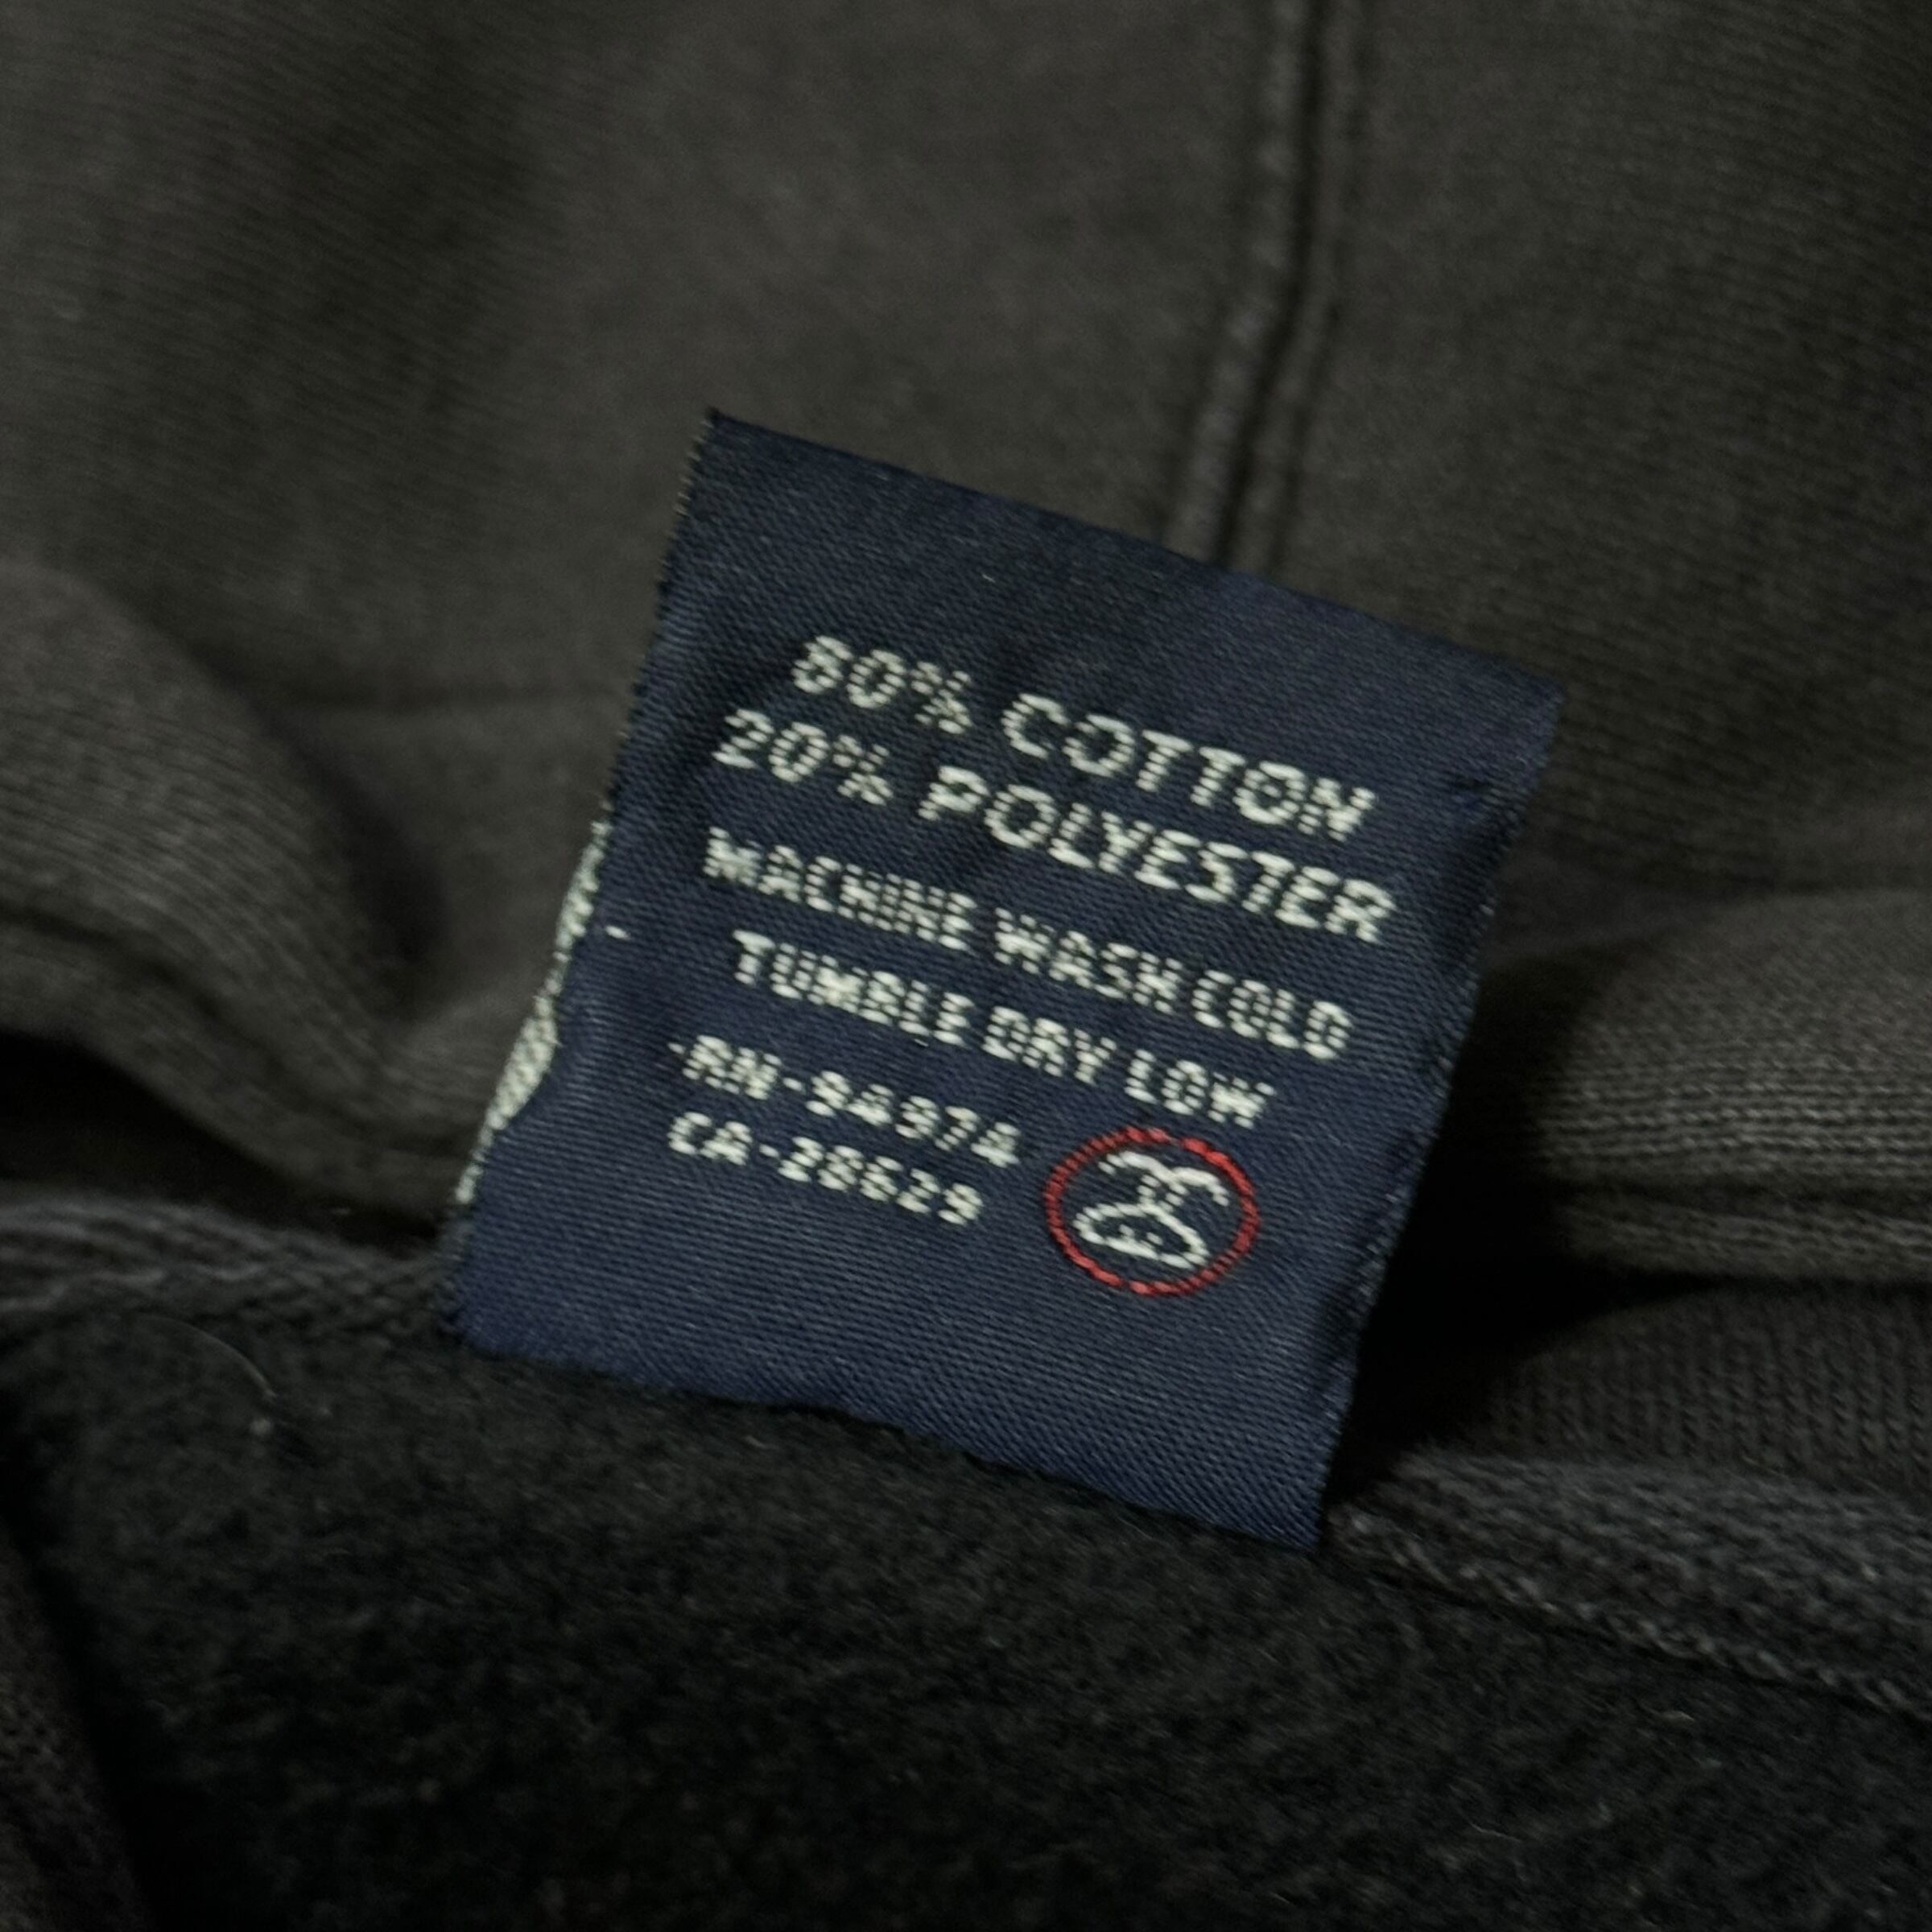 80% COTTON
20% POLYESTER
MACHINE WASH COLD
TUMBLE DRY LOW
RN-94974
CA-28629